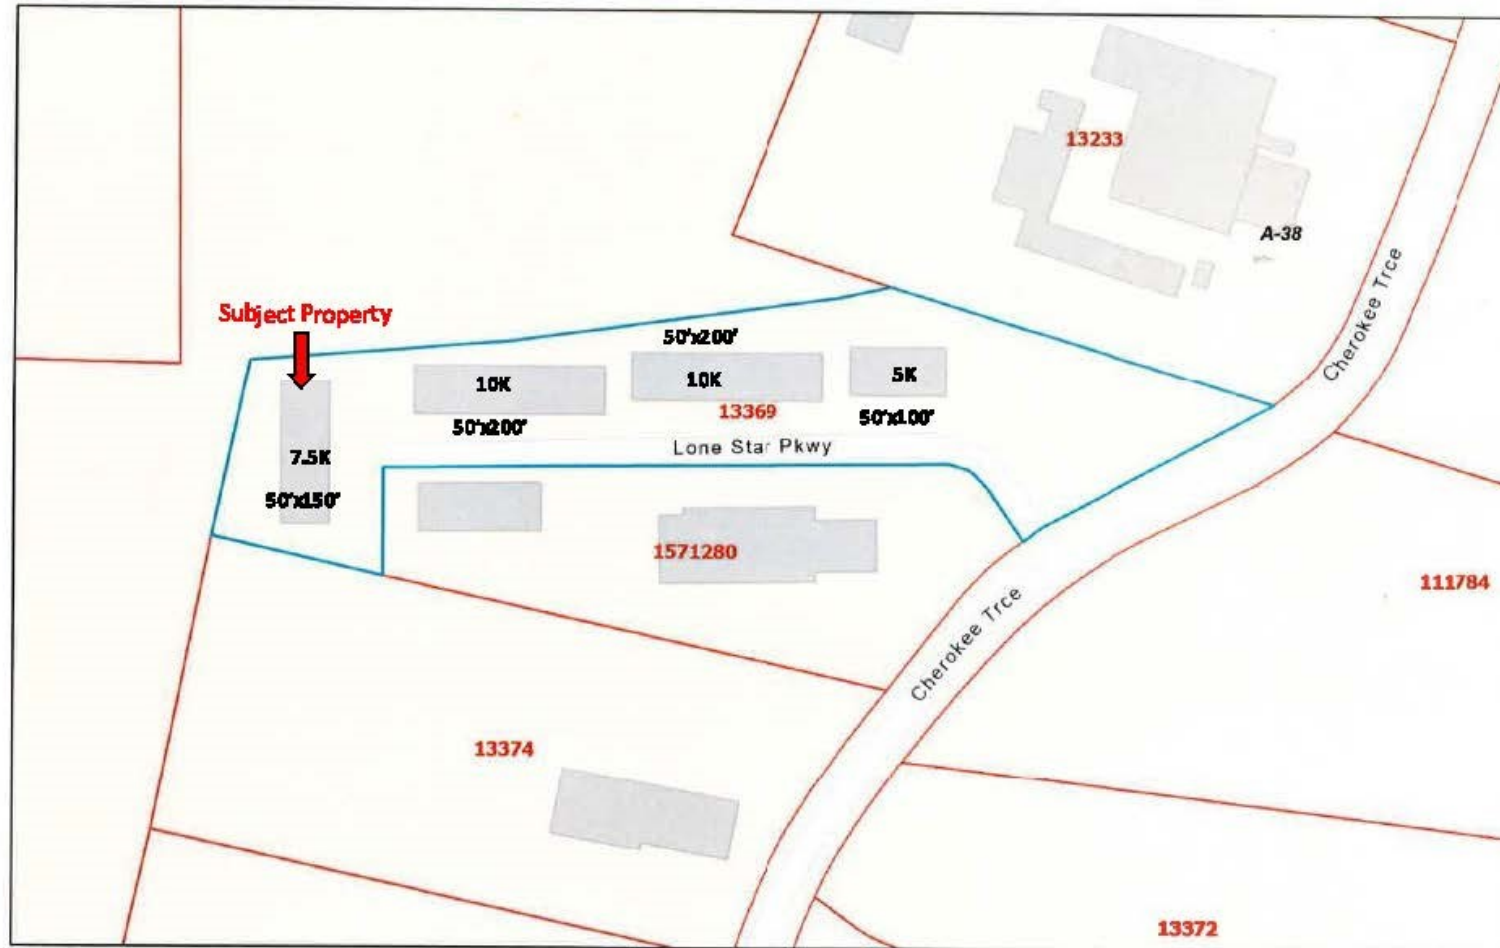 13233
A-38
Cherokee Trce
Subject Property
50'x200'
10K
10K
5K
13369
50'x200'
50'x100'
Lone Star Pkwy
7.5K
50'x150'
1571280
111784
Cherokee Trce
13374
13372